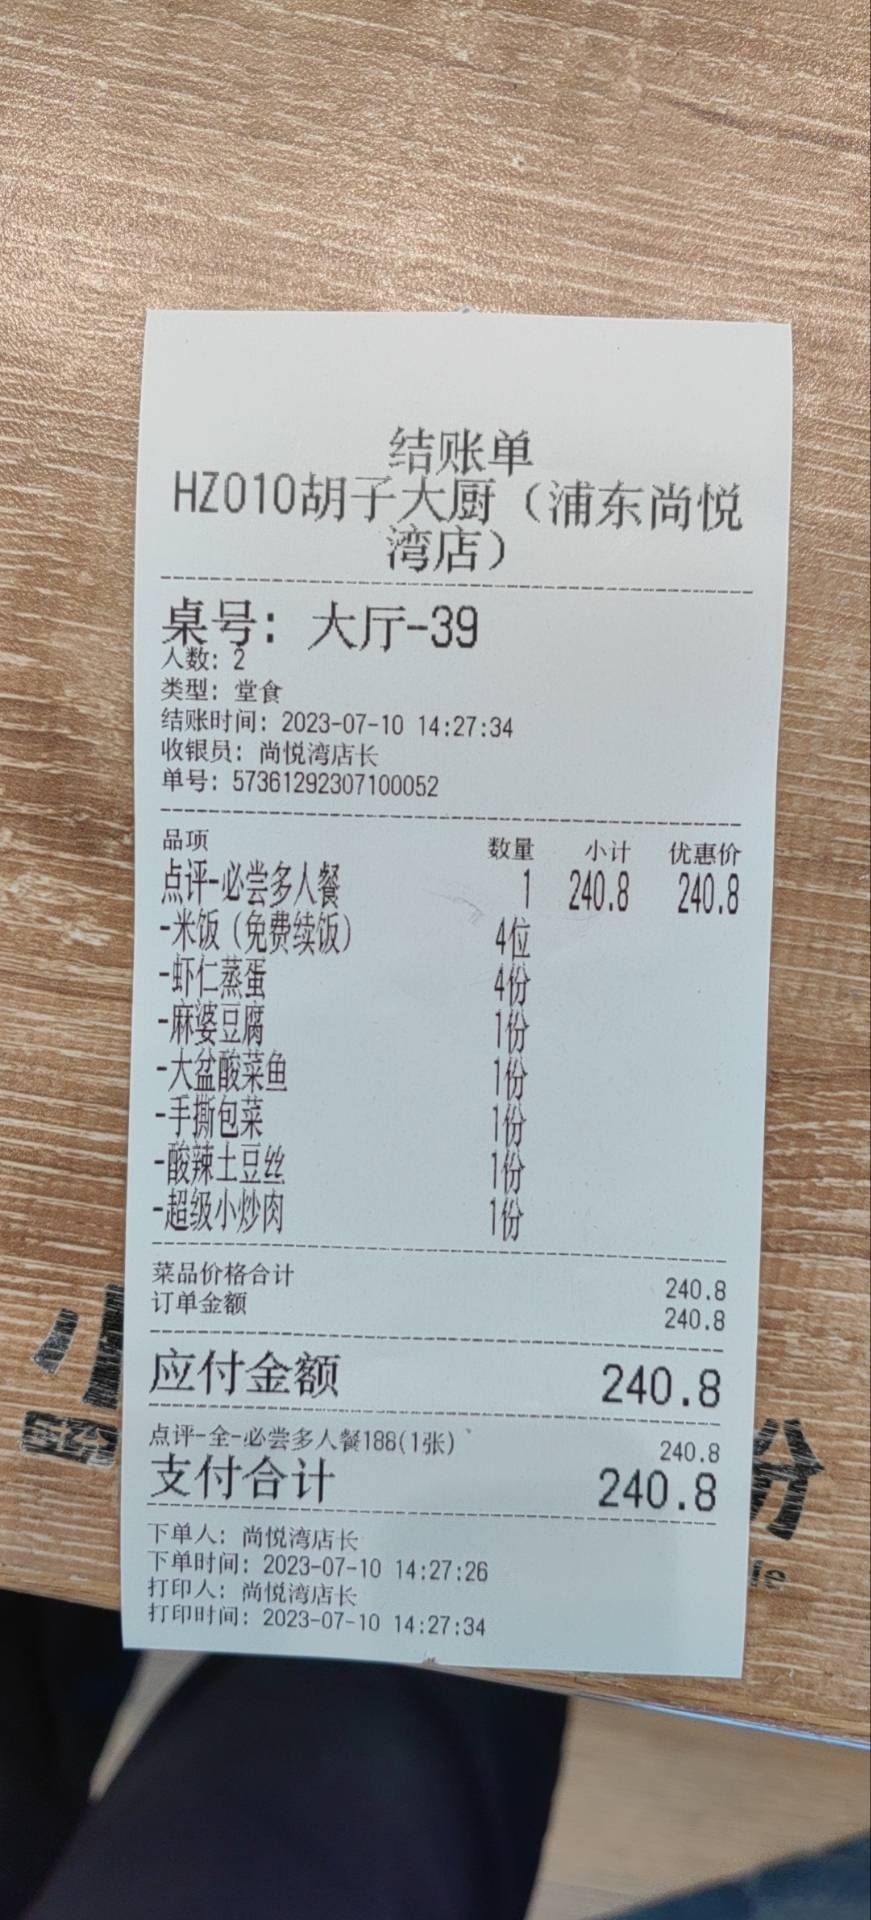 结账单
HZ010胡子大厨（浦东尚悦
湾店）
桌号: 大厅-39
人数: 2
类型: 堂食
结账时间: 2023-07-10 14:27:34
收银员: 尚悦湾店长
单号: 573612923071​00052
品项 数量 小计 优惠价
点评-必尝多人餐 1 240.8 240.8
-米饭（免费续饭） 4位
-虾仁蒸蛋 4份
-麻婆豆腐 1份
-大盆酸菜鱼 1份
-手撕包菜 1份
-酸辣土豆丝 1份
-超级小炒肉 1份
菜品价格合计 240.8
订单金额 240.8
应付金额 240.8
点评-全-必尝多人餐188(1张) 240.8
支付合计 240.8
下单人: 尚悦湾店长
下单时间: 2023-07-10 14:27:26
打印人: 尚悦湾店长
打印时间: 2023-07-10 14:27:34
小
份